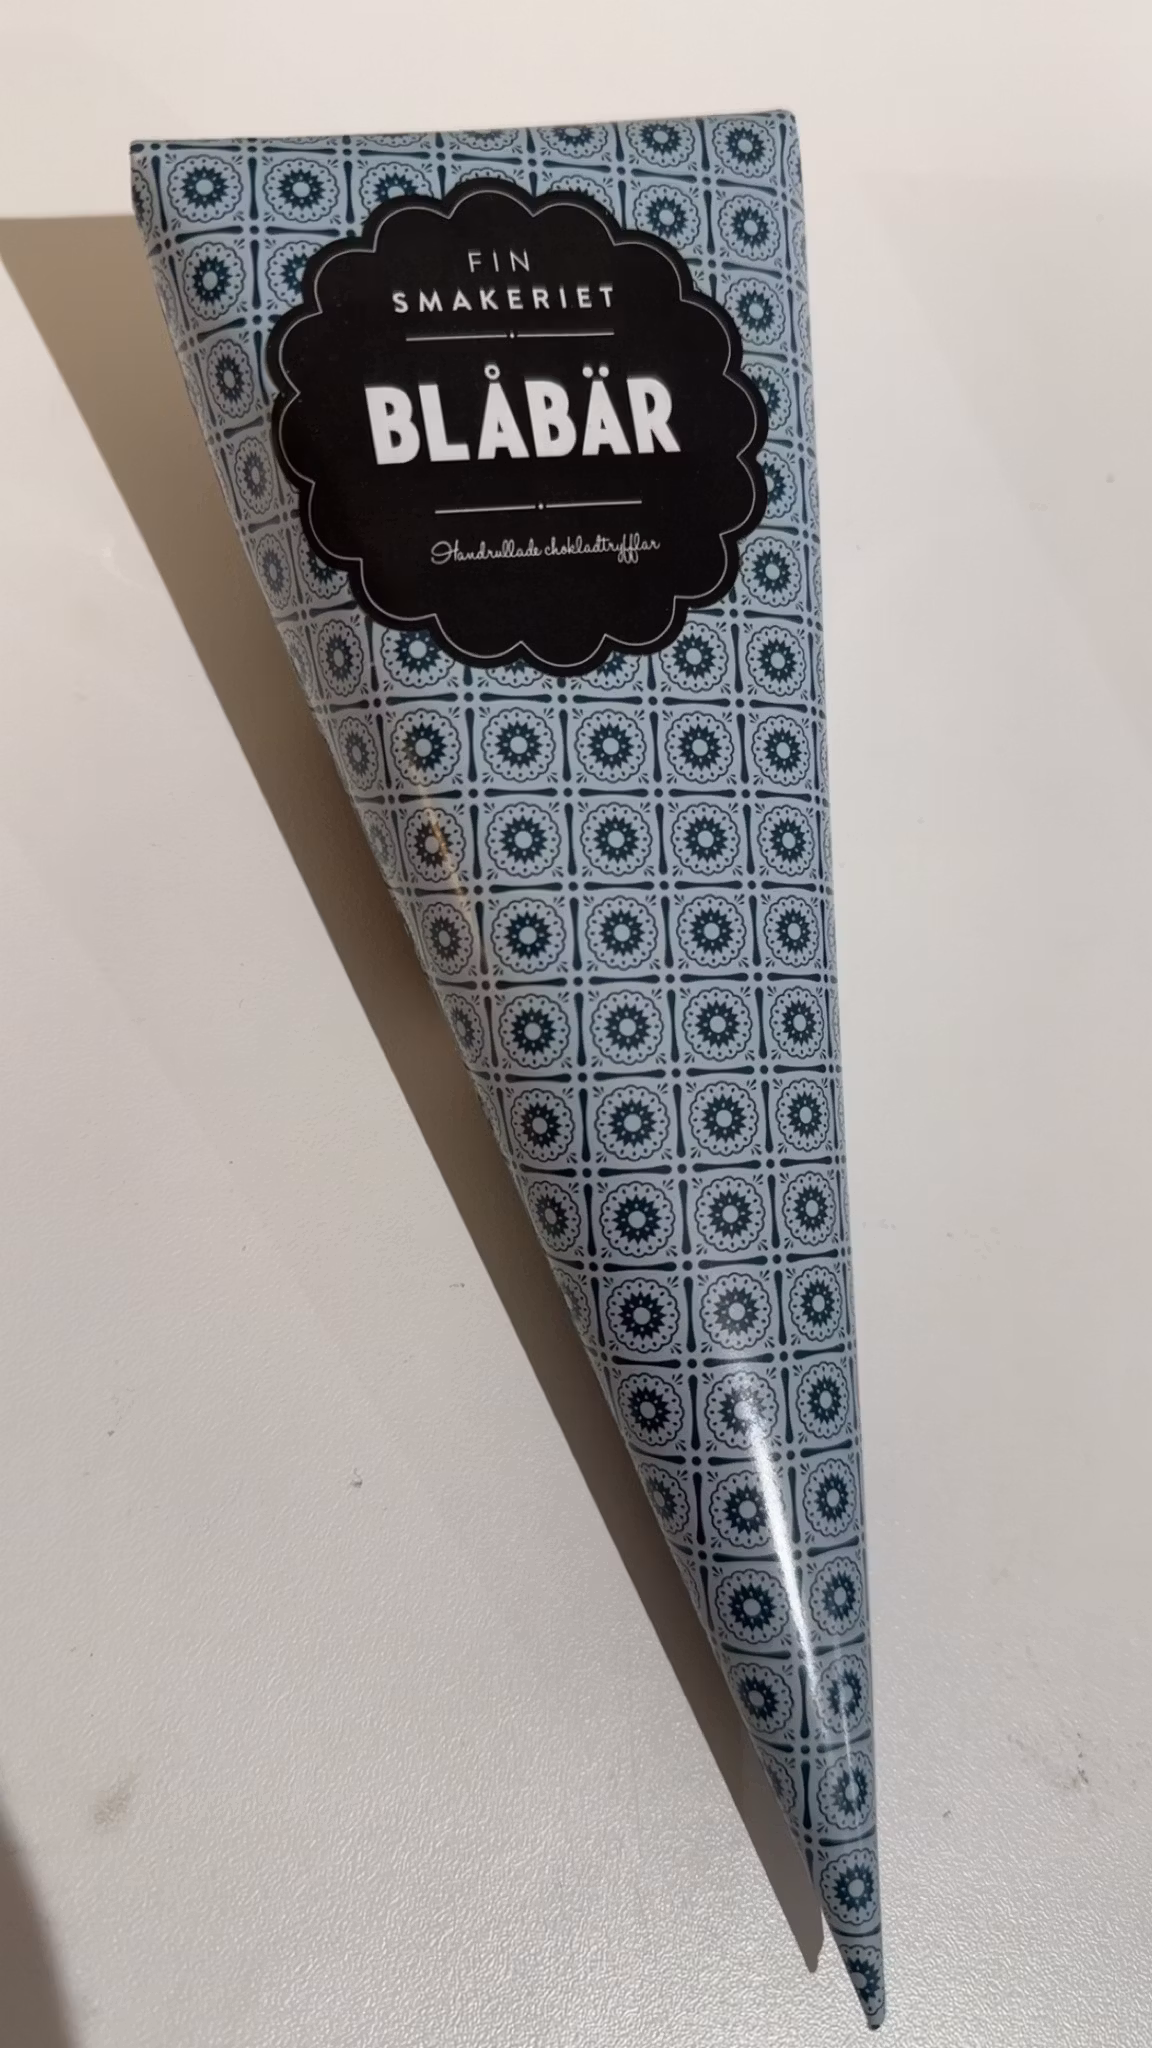 FIN
SMAKERIET
BLÅBÄR
Handrullade chokladtryfflar